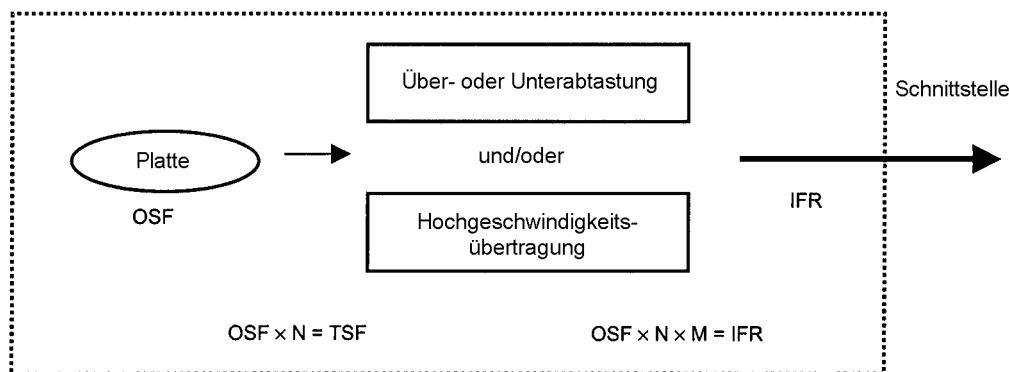 Über- oder Unterabtastung
Schnittstelle
Platte
und/oder
OSF
IFR
Hochgeschwindigkeits-
übertragung
OSF × N = TSF
OSF × N × M = IFR